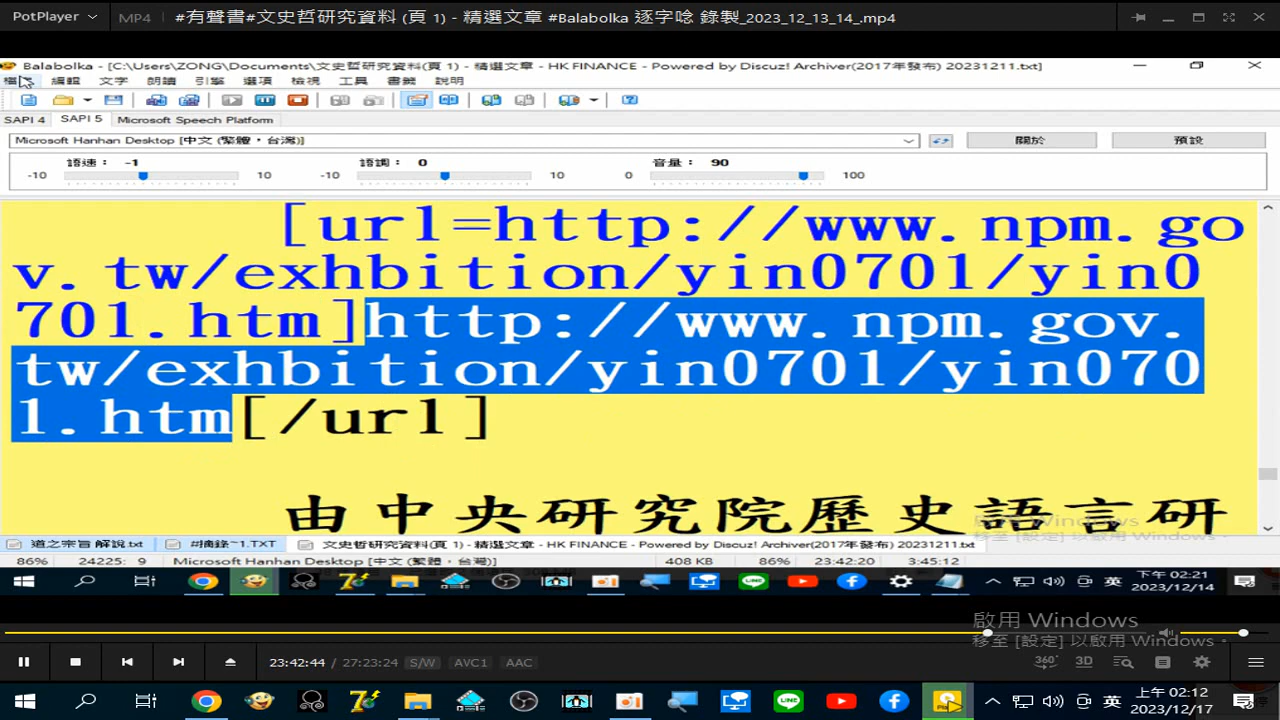 PotPlayer MP4 #有聲書#文史哲研究資料 (頁 1) - 精選文章 #Balabolka 逐字唸 錄製_2023_12_13_14_.mp4
Balabolka - [C:\Users\ZONG\Documents\文史哲研究資料(頁 1) - 精選文章 - HK FINANCE - Powered by Discuz! Archiver(2017年發布) 20231211.txt]
檔案 編輯 文字 朗讀 引擎 選項 檢視 工具 書籤 說明
SAPI 4 SAPI 5 Microsoft Speech Platform
Microsoft Hanhan Desktop [中文 (繁體，台灣)] 關於 預設
語速： -1 語調： 0 音量： 90
-10 10 -10 10 0 100
[url=http://www.npm.go
v.tw/exhbition/yin0701/yin0
701.htm]http://www.npm.gov.
tw/exhbition/yin0701/yin070
1.htm[/url]
由中央研究院歷史語言研
啟用 Windows
移至 [設定] 以啟用 Windows。
道之宗旨 解說.txt #摘錄~1.TXT 文史哲研究資料(頁 1) - 精選文章 - HK FINANCE - Powered by Discuz! Archiver(2017年發布) 20231211.txt
86% 24225: 9 Microsoft Hanhan Desktop [中文 (繁體，台灣)] 408 KB 86% 23:42:20 3:45:12
英 下午 02:21
2023/12/14
啟用 Windows
移至 [設定] 以啟用 Windows。
23:42:44 / 27:23:24 S/W AVC1 AAC 360° 3D
英 上午 02:12
2023/12/17